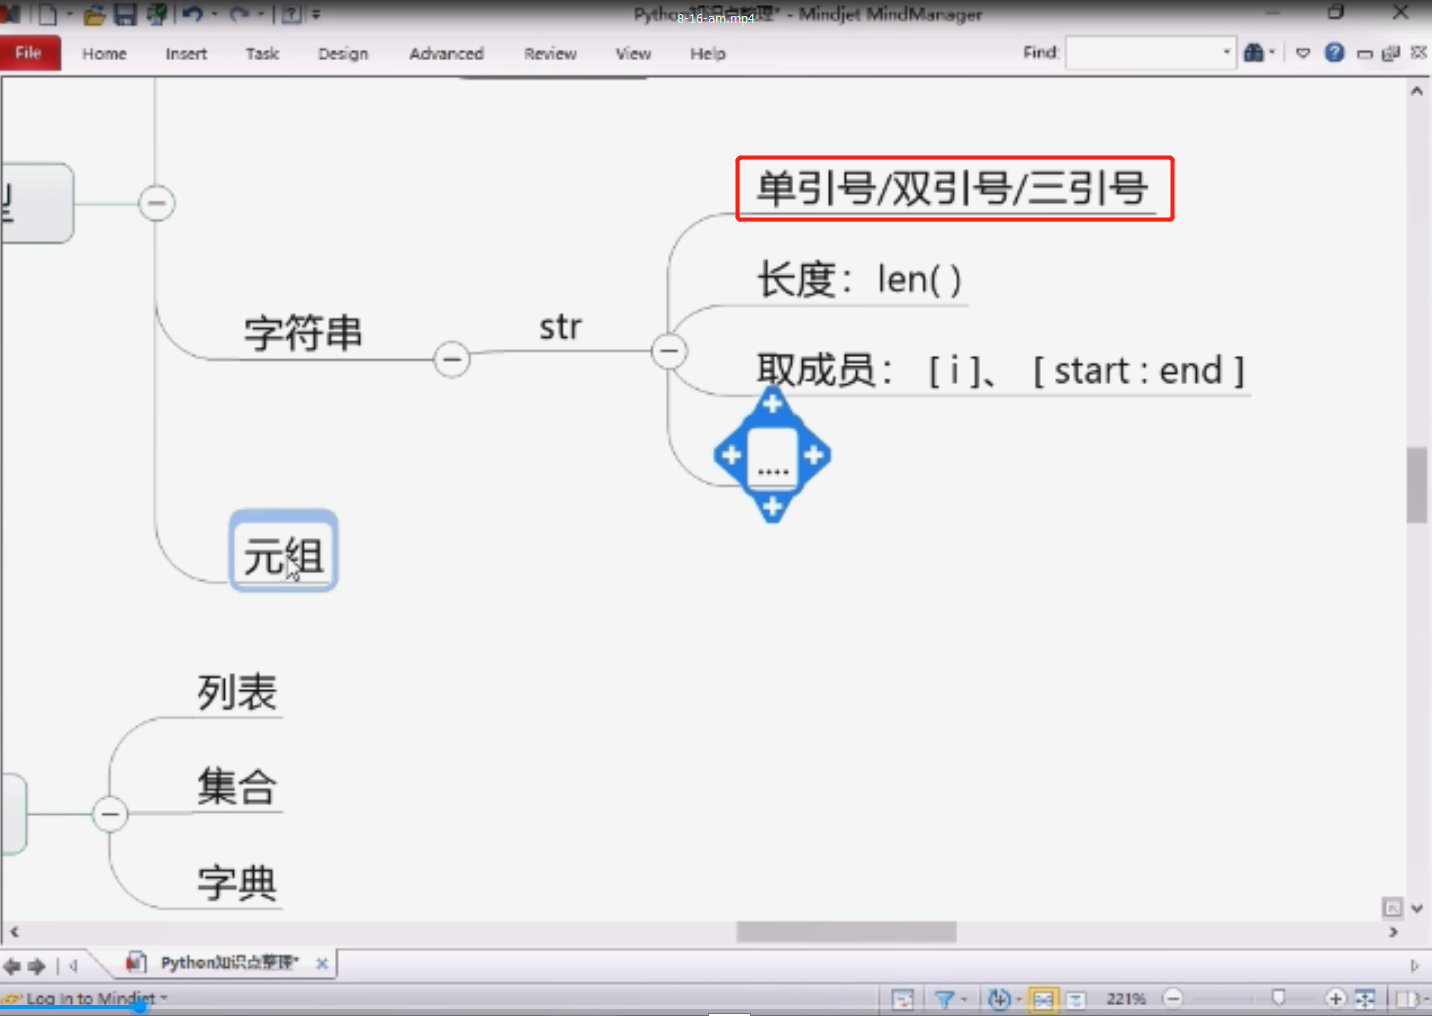 Python知识点整理* - Mindjet MindManager
8-16-am.mp4
File Home Insert Task Design Advanced Review View Help Find:
型
单引号/双引号/三引号
长度：len( )
字符串
str
取成员： [ i ]、 [ start : end ]
....
元组
列表
集合
字典
Python知识点整理*
Log In to Mindjet
221%